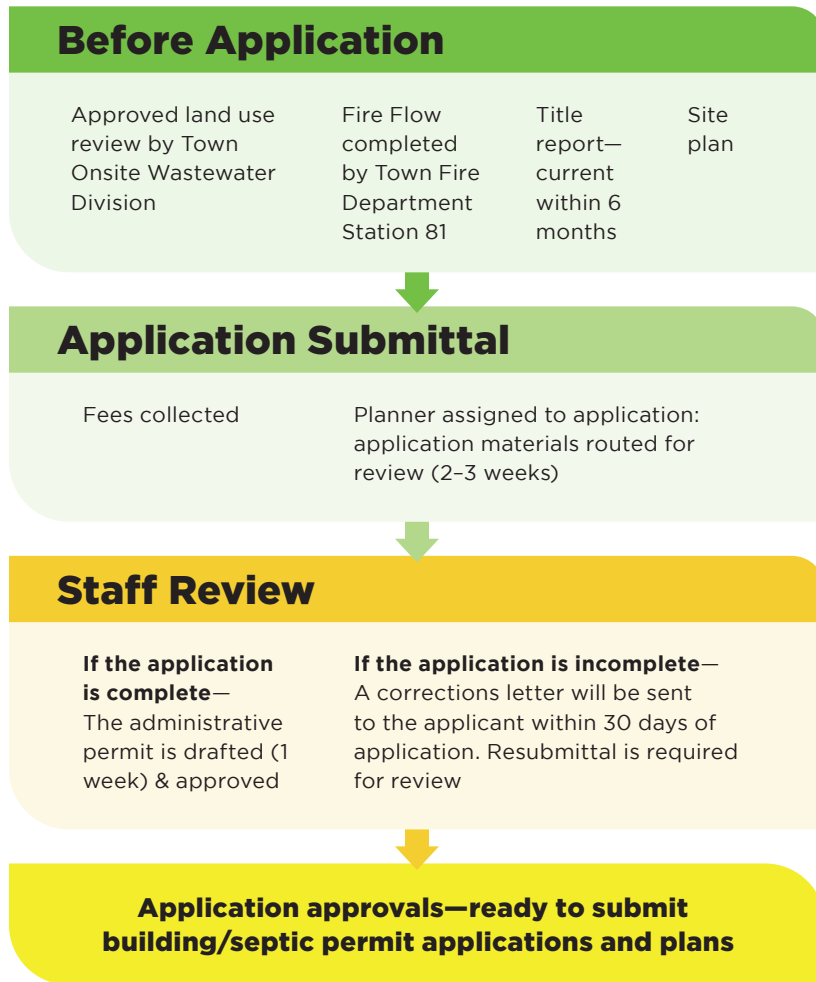 Before Application
Approved land use
review by Town
Onsite Wastewater
Division
Fire Flow
completed
by Town Fire
Department
Station 81
Title
report—
current
within 6
months
Site
plan
Application Submittal
Fees collected
Planner assigned to application:
application materials routed for
review (2–3 weeks)
Staff Review
If the application
is complete—
The administrative
permit is drafted (1
week) & approved
If the application is incomplete—
A corrections letter will be sent
to the applicant within 30 days of
application. Resubmittal is required
for review
Application approvals—ready to submit
building/septic permit applications and plans